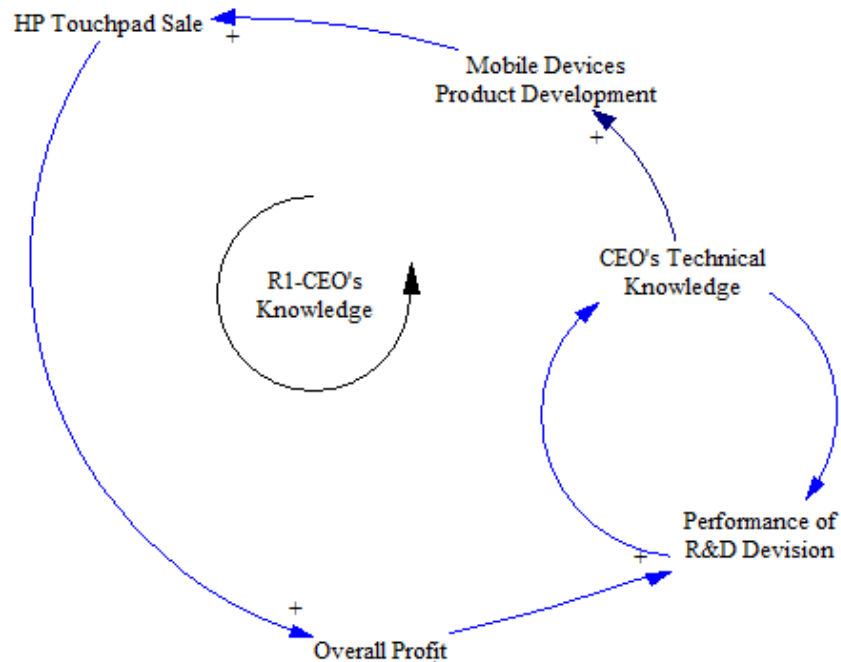 HP Touchpad Sale
+
Mobile Devices
Product Development
+
CEO's Technical
Knowledge
R1-CEO's
Knowledge
Performance of
R&D Devision
+
+
Overall Profit